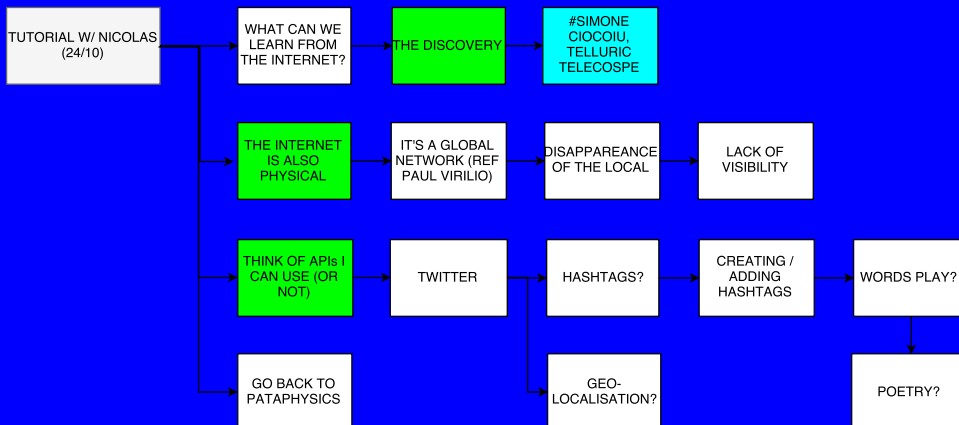 TUTORIAL W/ NICOLAS
(24/10)
WHAT CAN WE
LEARN FROM
THE INTERNET?
THE DISCOVERY
#SIMONE
CIOCOIU,
TELLURIC
TELECOSPE
THE INTERNET
IS ALSO
PHYSICAL
IT'S A GLOBAL
NETWORK (REF
PAUL VIRILIO)
DISAPPAREANCE
OF THE LOCAL
LACK OF
VISIBILITY
THINK OF APIs I
CAN USE (OR
NOT)
TWITTER
HASHTAGS?
CREATING /
ADDING
HASHTAGS
WORDS PLAY?
GO BACK TO
PATAPHYSICS
GEO-
LOCALISATION?
POETRY?